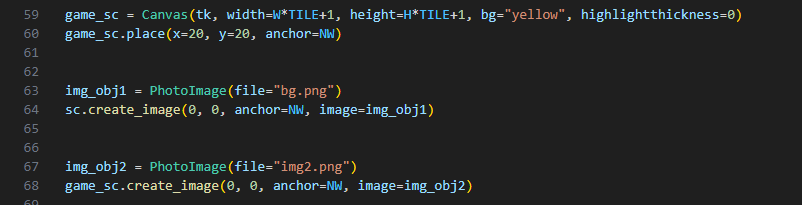 59 game_sc = Canvas(tk, width=W*TILE+1, height=H*TILE+1, bg="yellow", highlightthickness=0)
60 game_sc.place(x=20, y=20, anchor=NW)
61
62
63 img_obj1 = PhotoImage(file="bg.png")
64 sc.create_image(0, 0, anchor=NW, image=img_obj1)
65
66
67 img_obj2 = PhotoImage(file="img2.png")
68 game_sc.create_image(0, 0, anchor=NW, image=img_obj2)
69